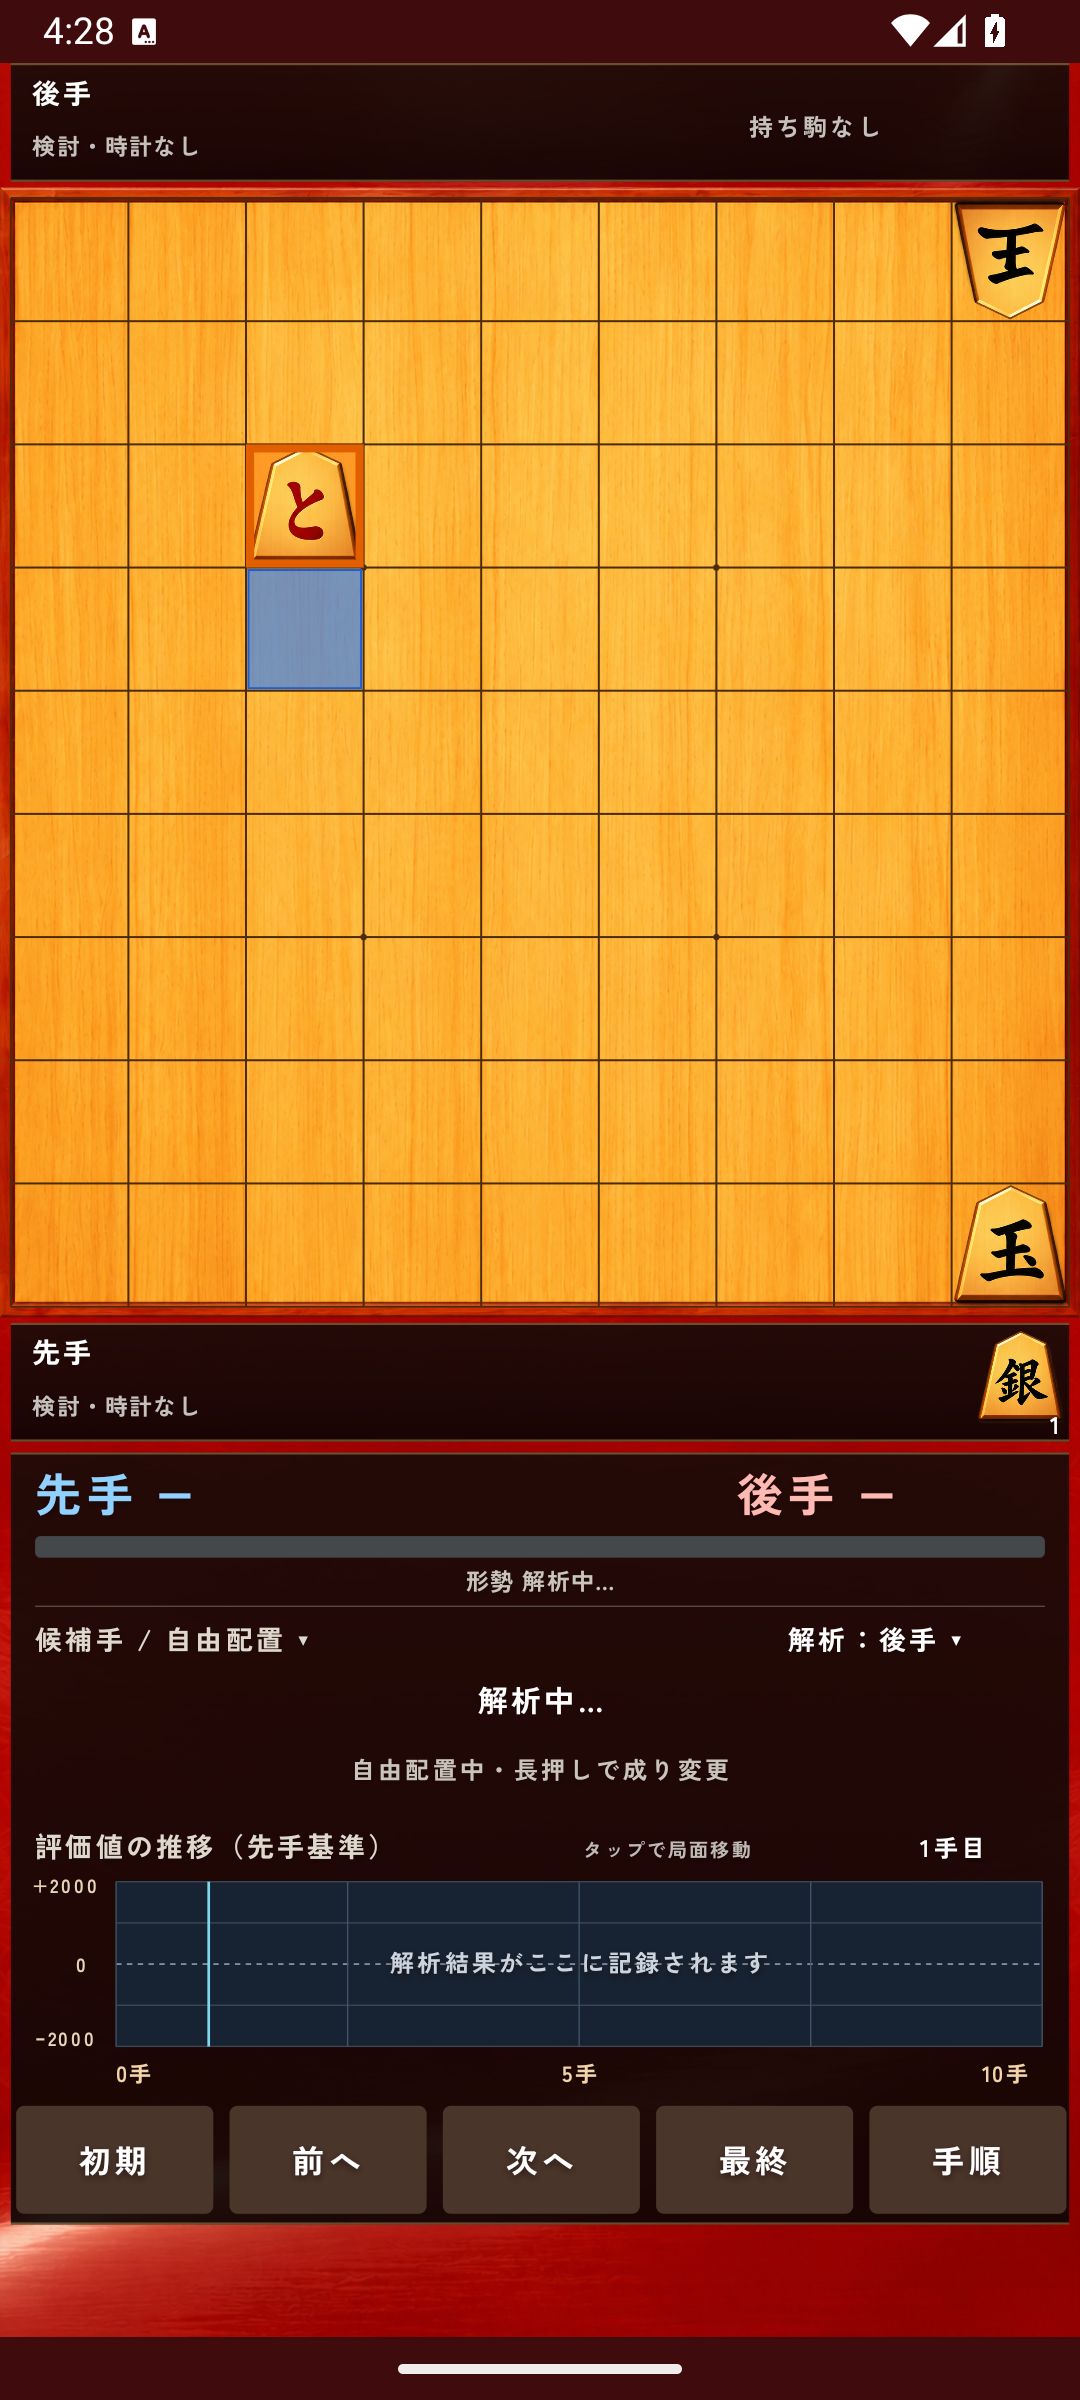 4:28
後手
検討・時計なし
持ち駒なし
王
と
玉
先手
検討・時計なし
銀
1
先手 –
後手 –
形勢 解析中...
候補手 / 自由配置 ▾
解析：後手 ▾
解析中...
自由配置中・長押しで成り変更
評価値の推移（先手基準）
タップで局面移動
1手目
+2000
0
-2000
解析結果がここに記録されます
0手
5手
10手
初期
前へ
次へ
最終
手順